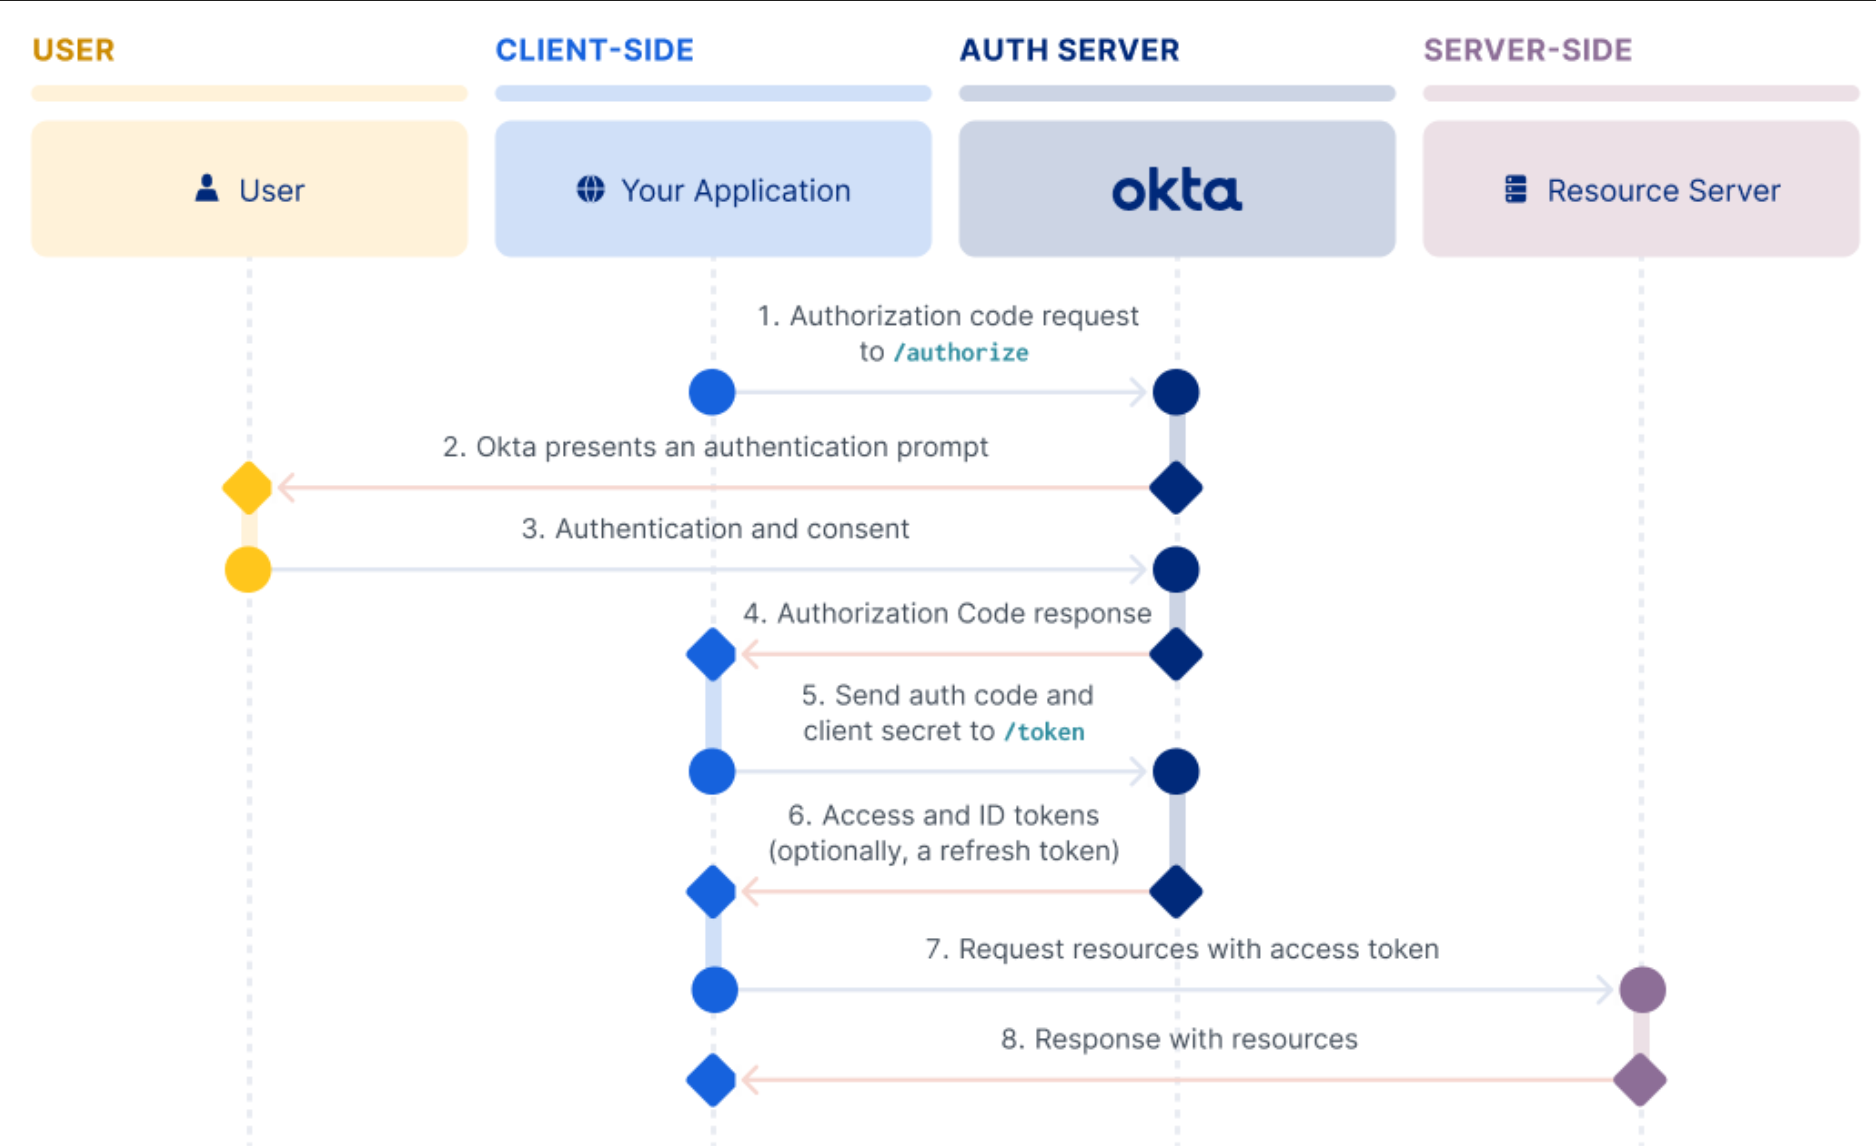 USER
CLIENT-SIDE
AUTH SERVER
SERVER-SIDE
User
Your Application
okta
Resource Server
1. Authorization code request
to /authorize
2. Okta presents an authentication prompt
3. Authentication and consent
4. Authorization Code response
5. Send auth code and
client secret to /token
6. Access and ID tokens
(optionally, a refresh token)
7. Request resources with access token
8. Response with resources